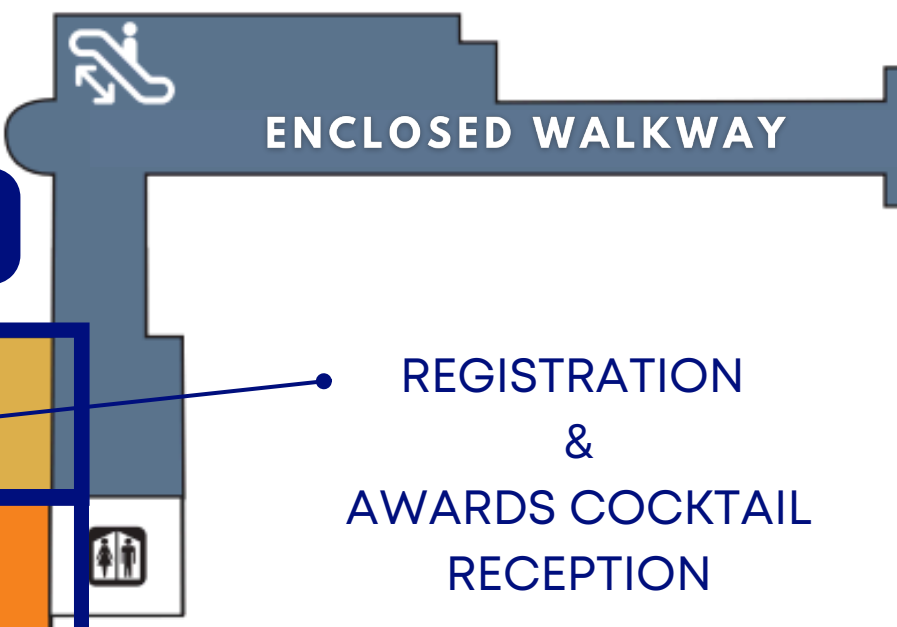 ENCLOSED WALKWAY
REGISTRATION
&
AWARDS COCKTAIL
RECEPTION